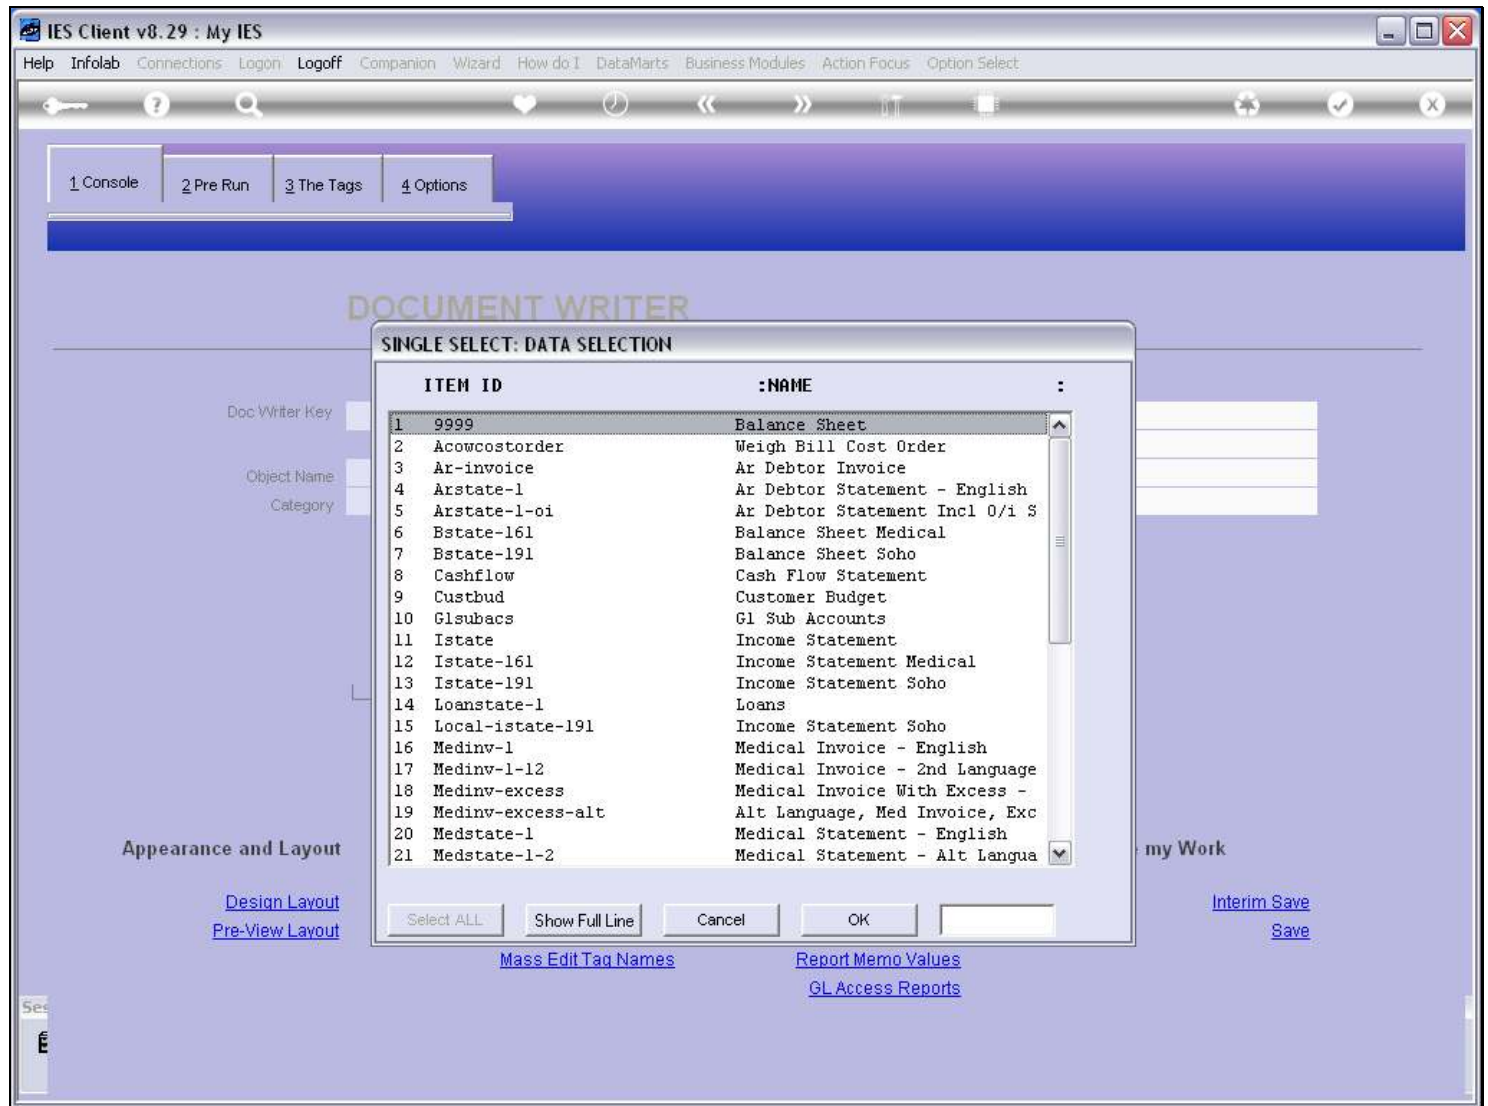 IES Client v8.29 : My IES
Help Infolab Connections Logon Logoff Companion Wizard How do I DataMarts Business Modules Action Focus Option Select
1 Console 2 Pre Run 3 The Tags 4 Options
DOCUMENT WRITER
SINGLE SELECT: DATA SELECTION
ITEM ID :NAME :
Doc Writer Key
Object Name
Category
1 9999 Balance Sheet
2 Acowcostorder Weigh Bill Cost Order
3 Ar-invoice Ar Debtor Invoice
4 Arstate-1 Ar Debtor Statement - English
5 Arstate-1-oi Ar Debtor Statement Incl O/i S
6 Bstate-161 Balance Sheet Medical
7 Bstate-191 Balance Sheet Soho
8 Cashflow Cash Flow Statement
9 Custbud Customer Budget
10 Glsubacs Gl Sub Accounts
11 Istate Income Statement
12 Istate-161 Income Statement Medical
13 Istate-191 Income Statement Soho
14 Loanstate-1 Loans
15 Local-istate-191 Income Statement Soho
16 Medinv-1 Medical Invoice - English
17 Medinv-1-12 Medical Invoice - 2nd Language
18 Medinv-excess Medical Invoice With Excess -
19 Medinv-excess-alt Alt Language, Med Invoice, Exc
20 Medstate-1 Medical Statement - English
21 Medstate-1-2 Medical Statement - Alt Langua
Select ALL Show Full Line Cancel OK
Appearance and Layout my Work
Design Layout Interim Save
Pre-View Layout Save
Mass Edit Tag Names Report Memo Values
GL Access Reports